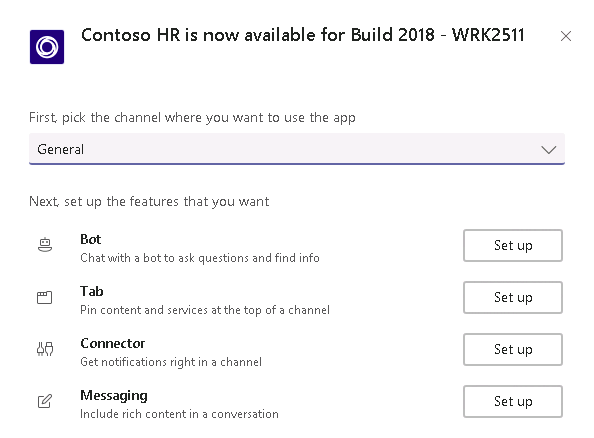 Contoso HR is now available for Build 2018 - WRK2511
First, pick the channel where you want to use the app
General
Next, set up the features that you want
Bot
Chat with a bot to ask questions and find info
Set up
Tab
Pin content and services at the top of a channel
Set up
Connector
Get notifications right in a channel
Set up
Messaging
Include rich content in a conversation
Set up